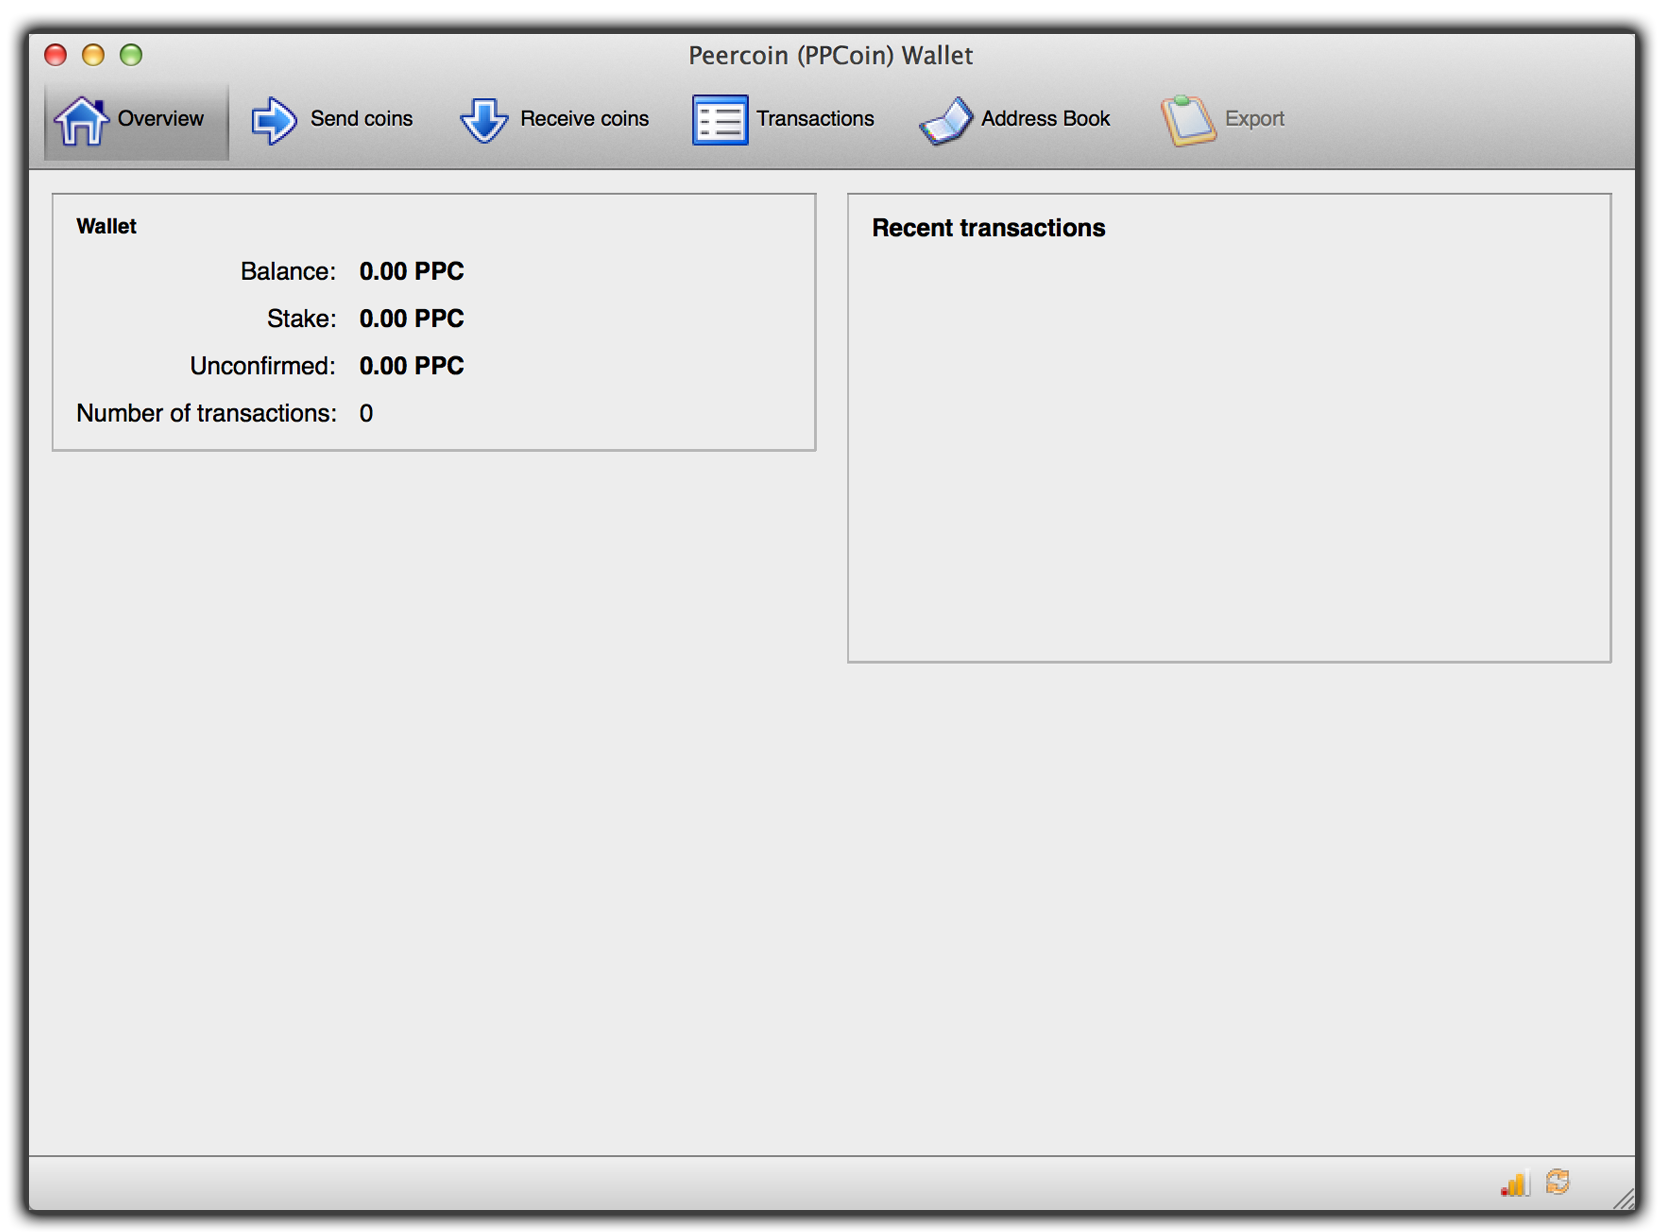 Peercoin (PPCoin) Wallet
Overview
Send coins
Receive coins
Transactions
Address Book
Export
Wallet
Balance: 0.00 PPC
Stake: 0.00 PPC
Unconfirmed: 0.00 PPC
Number of transactions: 0
Recent transactions